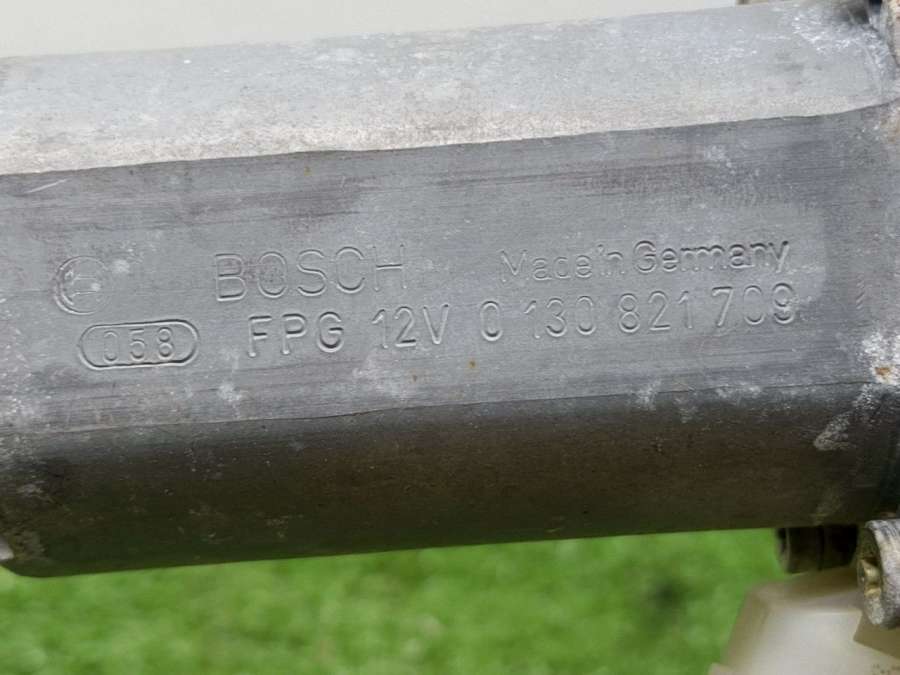 BOSCH Made in Germany
058 FPG 12V 0 130 821 709